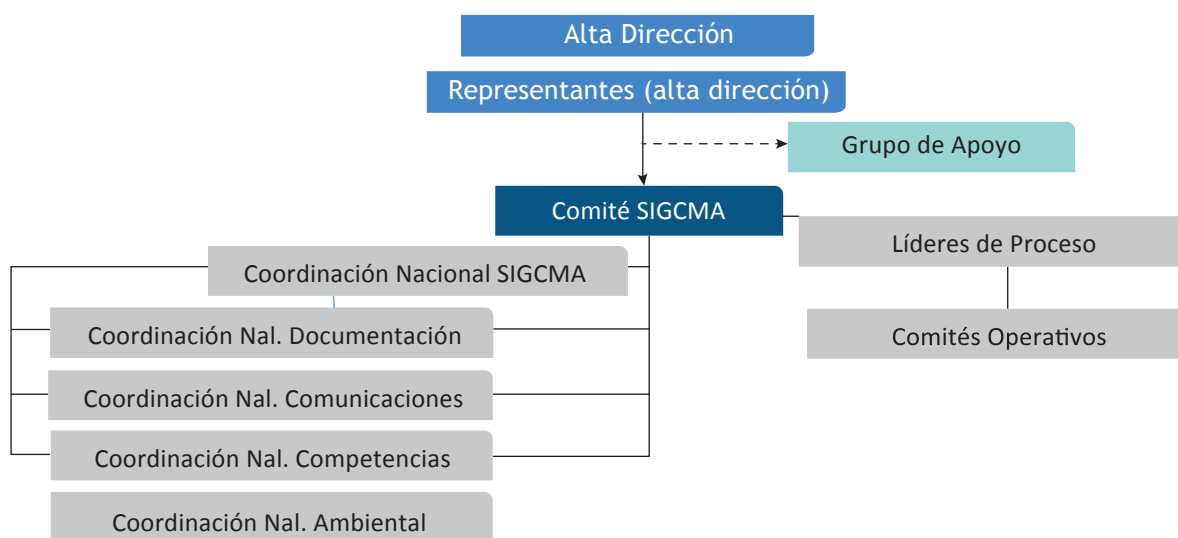 Alta Dirección
Representantes (alta dirección)
Grupo de Apoyo
Comité SIGCMA
Líderes de Proceso
Coordinación Nacional SIGCMA
Coordinación Nal. Documentación
Comités Operativos
Coordinación Nal. Comunicaciones
Coordinación Nal. Competencias
Coordinación Nal. Ambiental